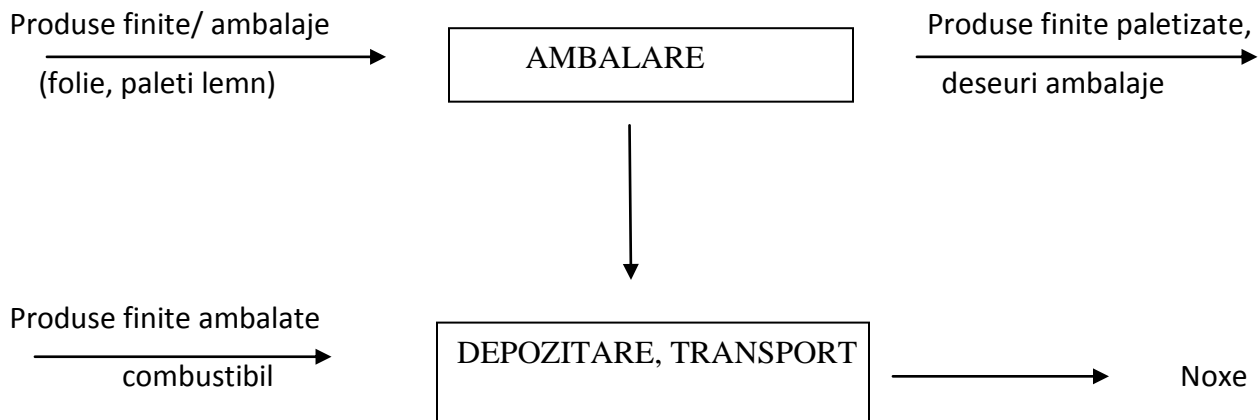 Produse finite/ ambalaje
(folie, paleti lemn)
AMBALARE
Produse finite paletizate,
deseuri ambalaje
Produse finite ambalate
combustibil
DEPOZITARE, TRANSPORT
Noxe